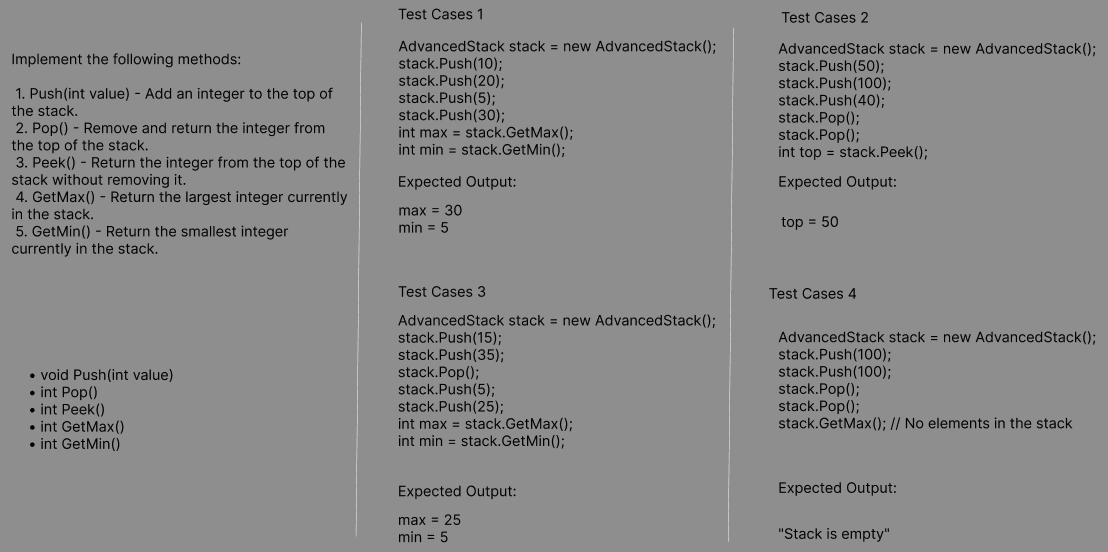 Implement the following methods:
1. Push(int value) - Add an integer to the top of
the stack.
2. Pop() - Remove and return the integer from
the top of the stack.
3. Peek() - Return the integer from the top of the
stack without removing it.
4. GetMax() - Return the largest integer currently
in the stack.
5. GetMin() - Return the smallest integer
currently in the stack.
• void Push(int value)
• int Pop()
• int Peek()
• int GetMax()
• int GetMin()
Test Cases 1
AdvancedStack stack = new AdvancedStack();
stack.Push(10);
stack.Push(20);
stack.Push(5);
stack.Push(30);
int max = stack.GetMax();
int min = stack.GetMin();
Expected Output:
max = 30
min = 5
Test Cases 2
AdvancedStack stack = new AdvancedStack();
stack.Push(50);
stack.Push(100);
stack.Push(40);
stack.Pop();
stack.Pop();
int top = stack.Peek();
Expected Output:
top = 50
Test Cases 3
AdvancedStack stack = new AdvancedStack();
stack.Push(15);
stack.Push(35);
stack.Pop();
stack.Push(5);
stack.Push(25);
int max = stack.GetMax();
int min = stack.GetMin();
Expected Output:
max = 25
min = 5
Test Cases 4
AdvancedStack stack = new AdvancedStack();
stack.Push(100);
stack.Push(100);
stack.Pop();
stack.Pop();
stack.GetMax(); // No elements in the stack
Expected Output:
"Stack is empty"